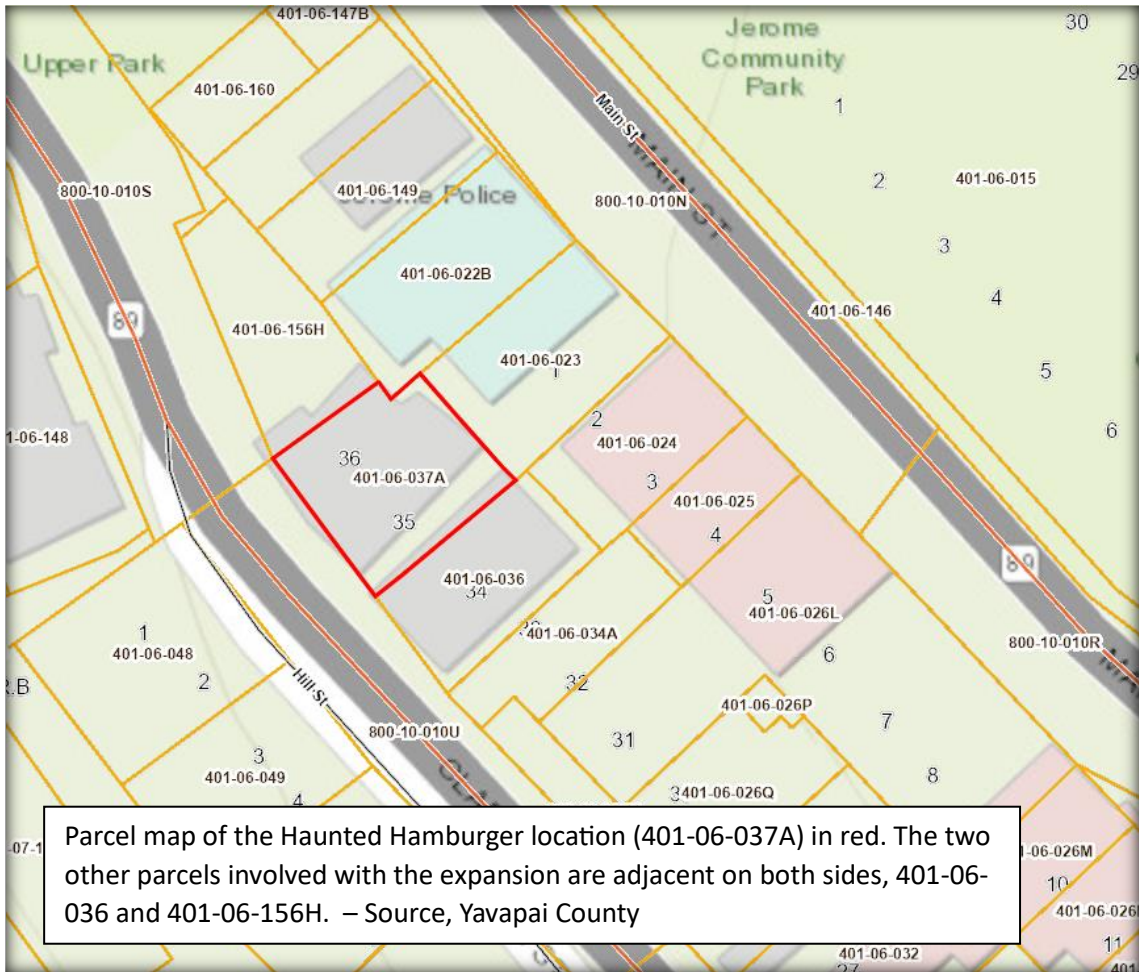 401-06-147B
30
Upper Park
Jerome
Community
Park
29
401-06-160
1
Main St
MAIN ST
800-10-010S
401-06-149
Jerome Police
2
401-06-015
800-10-010N
3
401-06-022B
4
89
401-06-156H
401-06-146
401-06-023
1
5
2
6
401-06-024
36
401-06-037A
3
401-06-025
35
4
89
401-06-036
34
5
401-06-026L
1
401-06-048
401-06-034A
6
800-10-010R
2
Hill St
32
401-06-026P
7
800-10-010U
31
3
401-06-049
8
4
401-06-026Q
Parcel map of the Haunted Hamburger location (401-06-037A) in red. The two
other parcels involved with the expansion are adjacent on both sides, 401-06-
036 and 401-06-156H. – Source, Yavapai County
10
11
401-06-032